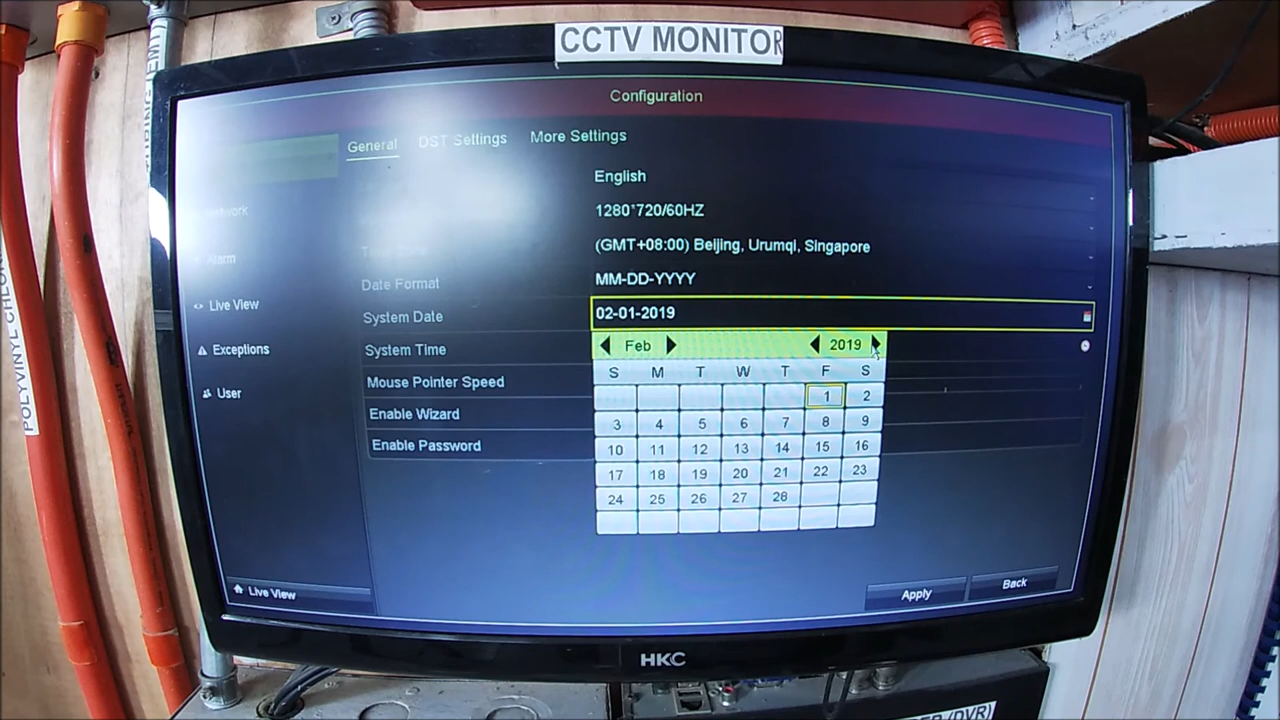 CCTV MONITOR
Configuration
General DST Settings More Settings
English
1280*720/60HZ
(GMT+08:00) Beijing, Urumqi, Singapore
Date Format MM-DD-YYYY
System Date 02-01-2019
System Time
Mouse Pointer Speed
Enable Wizard
Enable Password
Network
Alarm
Live View
Exceptions
User
Feb 2019
S M T W T F S
1 2
3 4 5 6 7 8 9
10 11 12 13 14 15 16
17 18 19 20 21 22 23
24 25 26 27 28
Live View
Apply Back
HKC
(DVR)
POLYVINYL